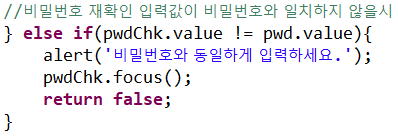 //비밀번호 재확인 입력값이 비밀번호와 일치하지 않을시
} else if(pwdChk.value != pwd.value){
    alert('비밀번호와 동일하게 입력하세요.');
    pwdChk.focus();
    return false;
}